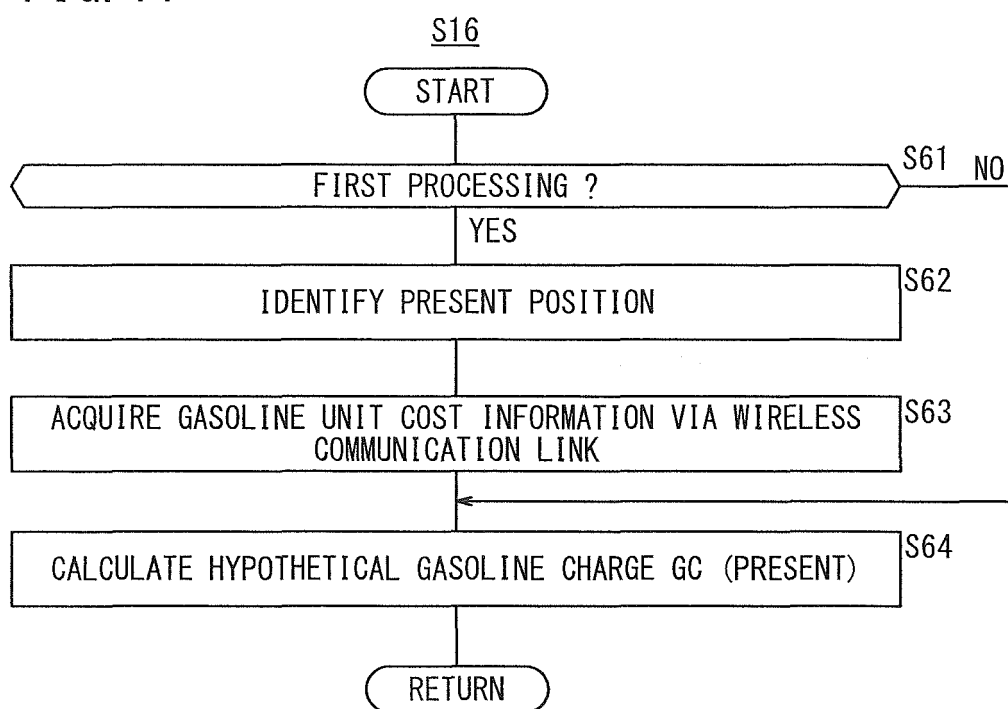 S16
START
S61 NO
FIRST PROCESSING ?
YES
S62
IDENTIFY PRESENT POSITION
S63
ACQUIRE GASOLINE UNIT COST INFORMATION VIA WIRELESS
COMMUNICATION LINK
S64
CALCULATE HYPOTHETICAL GASOLINE CHARGE GC (PRESENT)
RETURN